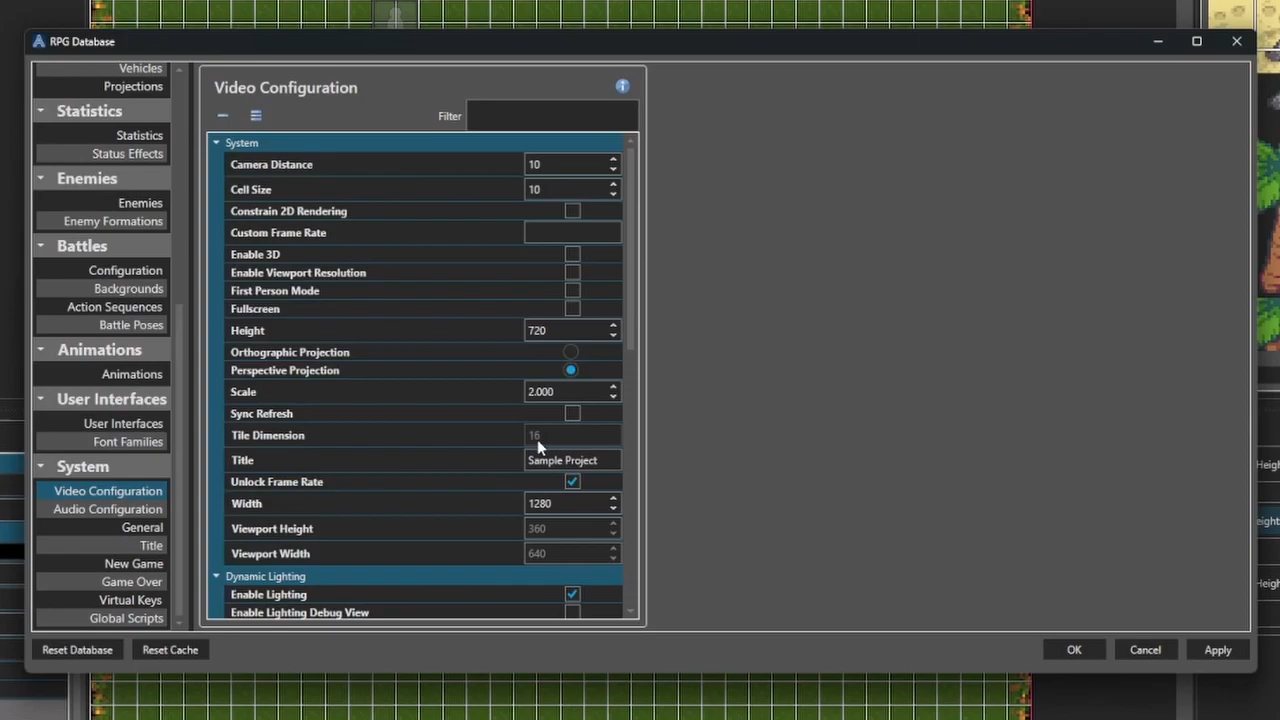 RPG Database
Vehicles
Projections
Statistics
Statistics
Status Effects
Enemies
Enemies
Enemy Formations
Battles
Configuration
Backgrounds
Action Sequences
Battle Poses
Animations
Animations
User Interfaces
User Interfaces
Font Families
System
Video Configuration
Audio Configuration
General
Title
New Game
Game Over
Virtual Keys
Global Scripts
Video Configuration
Filter
System
Camera Distance 10
Cell Size 10
Constrain 2D Rendering
Custom Frame Rate
Enable 3D
Enable Viewport Resolution
First Person Mode
Fullscreen
Height 720
Orthographic Projection
Perspective Projection
Scale 2.000
Sync Refresh
Tile Dimension 16
Title Sample Project
Unlock Frame Rate
Width 1280
Viewport Height 360
Viewport Width 640
Dynamic Lighting
Enable Lighting
Enable Lighting Debug View
Reset Database Reset Cache OK Cancel Apply